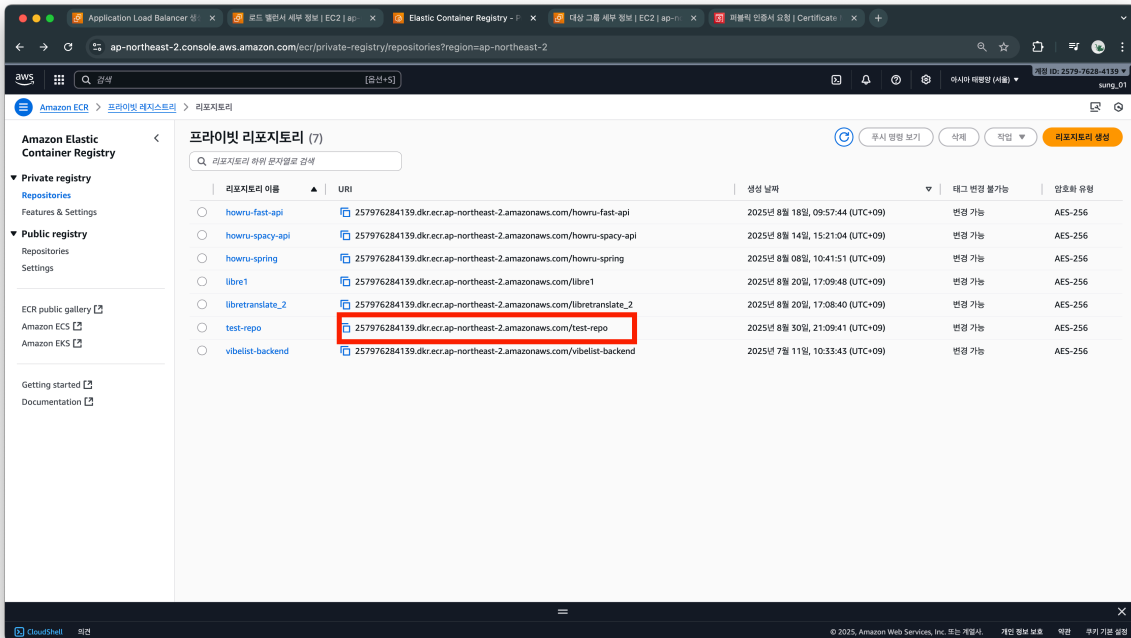 Application Load Balancer 생
로드 밸런서 세부 정보 | EC2 | ap-
Elastic Container Registry - P
대상 그룹 세부 정보 | EC2 | ap-n
퍼블릭 인증서 요청 | Certificate
ap-northeast-2.console.aws.amazon.com/ecr/private-registry/repositories?region=ap-northeast-2
aws
검색
[옵션+S]
아시아 태평양 (서울)
계정 ID: 2579-7628-4139
sung_01
Amazon ECR
프라이빗 레지스트리
리포지토리
Amazon Elastic
Container Registry
Private registry
Repositories
Features & Settings
Public registry
Repositories
Settings
ECR public gallery
Amazon ECS
Amazon EKS
Getting started
Documentation
프라이빗 리포지토리 (7)
푸시 명령 보기
삭제
작업
리포지토리 생성
리포지토리 하위 문자열로 검색
리포지토리 이름 URI 생성 날짜 태그 변경 불가능 암호화 유형
howru-fast-api 257976284139.dkr.ecr.ap-northeast-2.amazonaws.com/howru-fast-api 2025년 8월 18일, 09:57:44 (UTC+09) 변경 가능 AES-256
howru-spacy-api 257976284139.dkr.ecr.ap-northeast-2.amazonaws.com/howru-spacy-api 2025년 8월 14일, 15:21:04 (UTC+09) 변경 가능 AES-256
howru-spring 257976284139.dkr.ecr.ap-northeast-2.amazonaws.com/howru-spring 2025년 8월 08일, 10:41:51 (UTC+09) 변경 가능 AES-256
libre1 257976284139.dkr.ecr.ap-northeast-2.amazonaws.com/libre1 2025년 8월 20일, 17:09:48 (UTC+09) 변경 가능 AES-256
libretranslate_2 257976284139.dkr.ecr.ap-northeast-2.amazonaws.com/libretranslate_2 2025년 8월 20일, 17:08:40 (UTC+09) 변경 가능 AES-256
test-repo 257976284139.dkr.ecr.ap-northeast-2.amazonaws.com/test-repo 2025년 8월 30일, 21:09:41 (UTC+09) 변경 가능 AES-256
vibelist-backend 257976284139.dkr.ecr.ap-northeast-2.amazonaws.com/vibelist-backend 2025년 7월 11일, 10:33:43 (UTC+09) 변경 가능 AES-256
CloudShell 의견
© 2025, Amazon Web Services, Inc. 또는 계열사. 개인 정보 보호 약관 쿠키 기본 설정